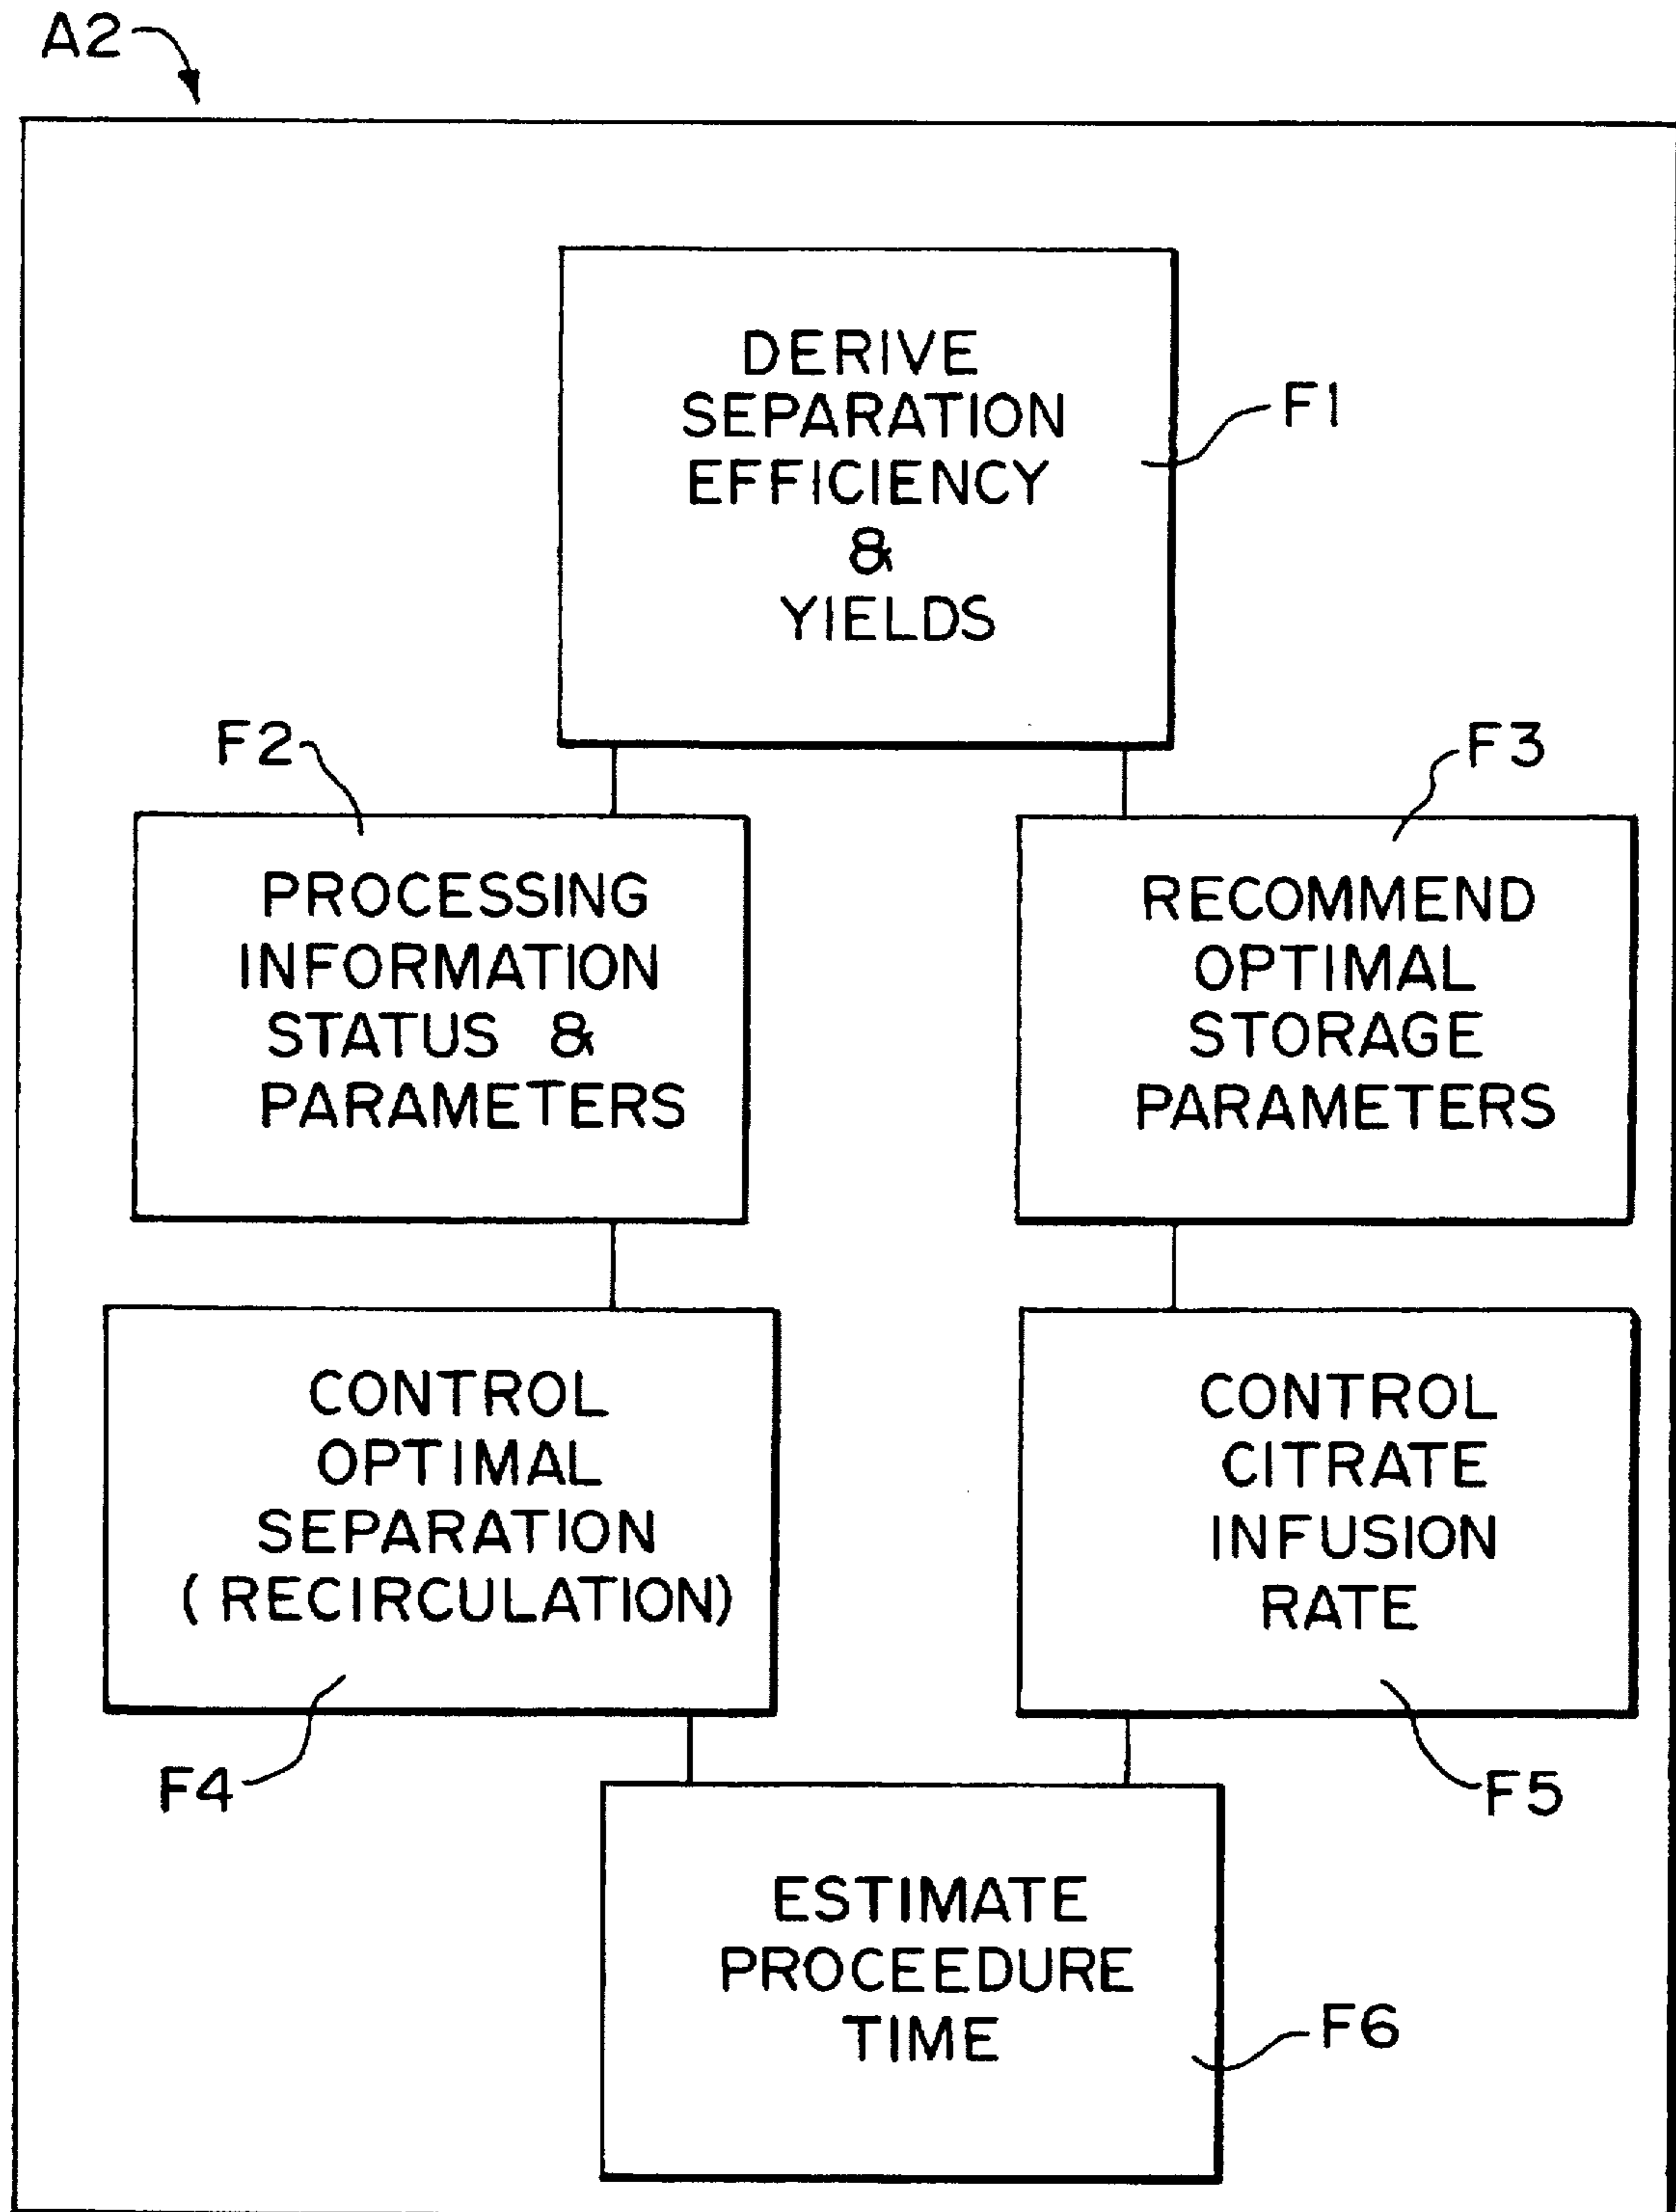 A2
DERIVE
SEPARATION
EFFICIENCY
&
YIELDS
F1
F2
F3
PROCESSING
INFORMATION
STATUS &
PARAMETERS
RECOMMEND
OPTIMAL
STORAGE
PARAMETERS
CONTROL
OPTIMAL
SEPARATION
( RECIRCULATION)
CONTROL
CITRATE
INFUSION
RATE
F4
F5
ESTIMATE
PROCEEDURE
TIME
F6